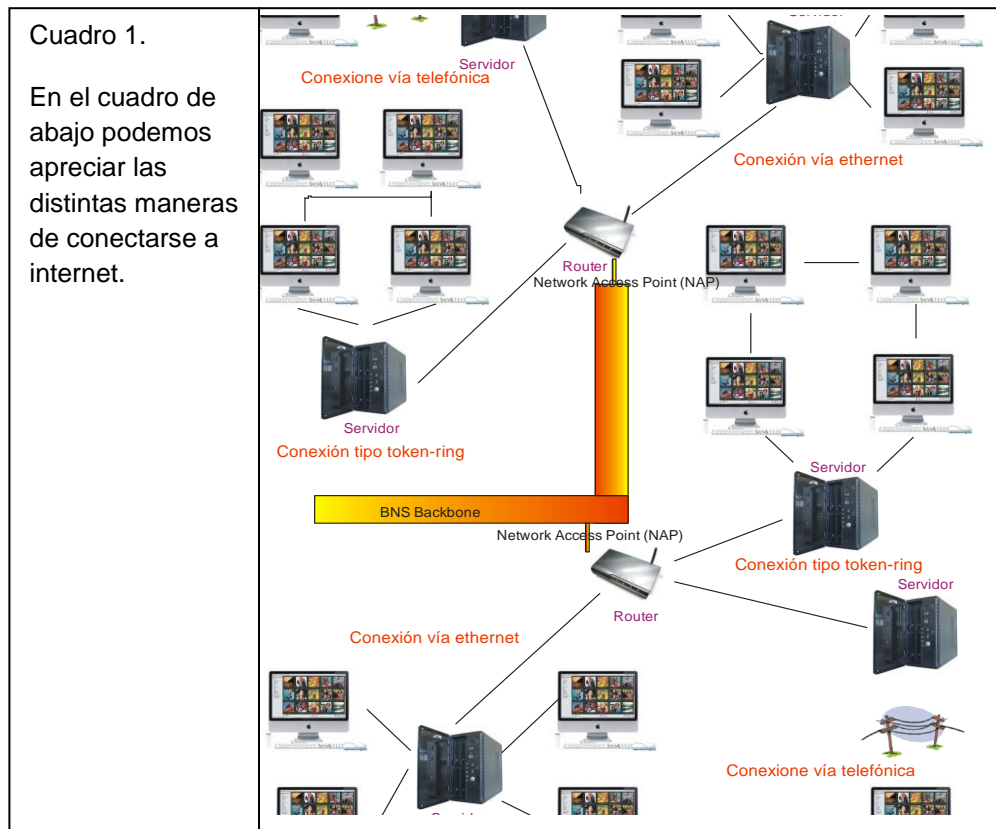 Cuadro 1.
En el cuadro de
abajo podemos
apreciar las
distintas maneras
de conectarse a
internet.
Servidor
Servidor
Conexione vía telefónica
Conexión vía ethernet
Router
Network Access Point (NAP)
Servidor
Conexión tipo token-ring
Servidor
BNS Backbone
Network Access Point (NAP)
Conexión tipo token-ring
Servidor
Router
Conexión vía ethernet
Conexione vía telefónica
Servidor